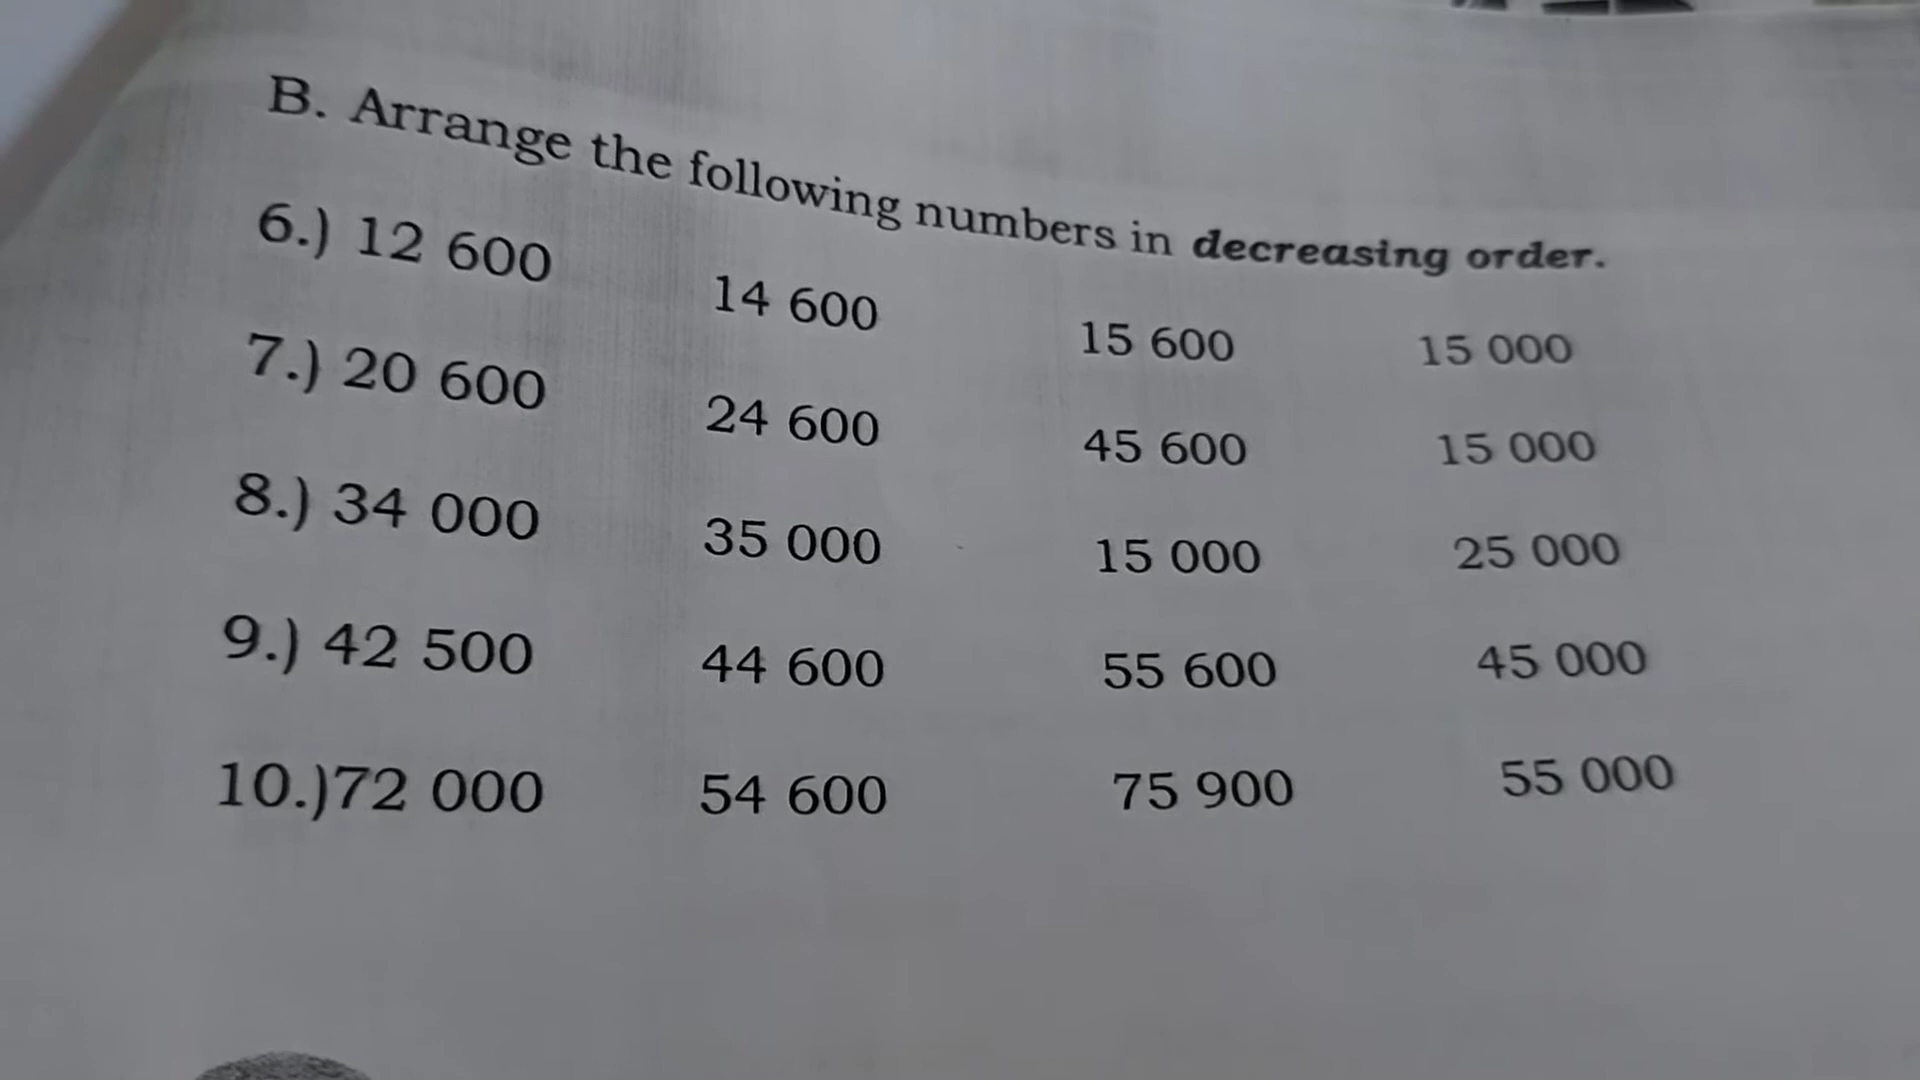 B. Arrange the following numbers in decreasing order.
6.) 12 600 14 600 15 600 15 000
7.) 20 600 24 600 45 600 15 000
8.) 34 000 35 000 15 000 25 000
9.) 42 500 44 600 55 600 45 000
10.)72 000 54 600 75 900 55 000